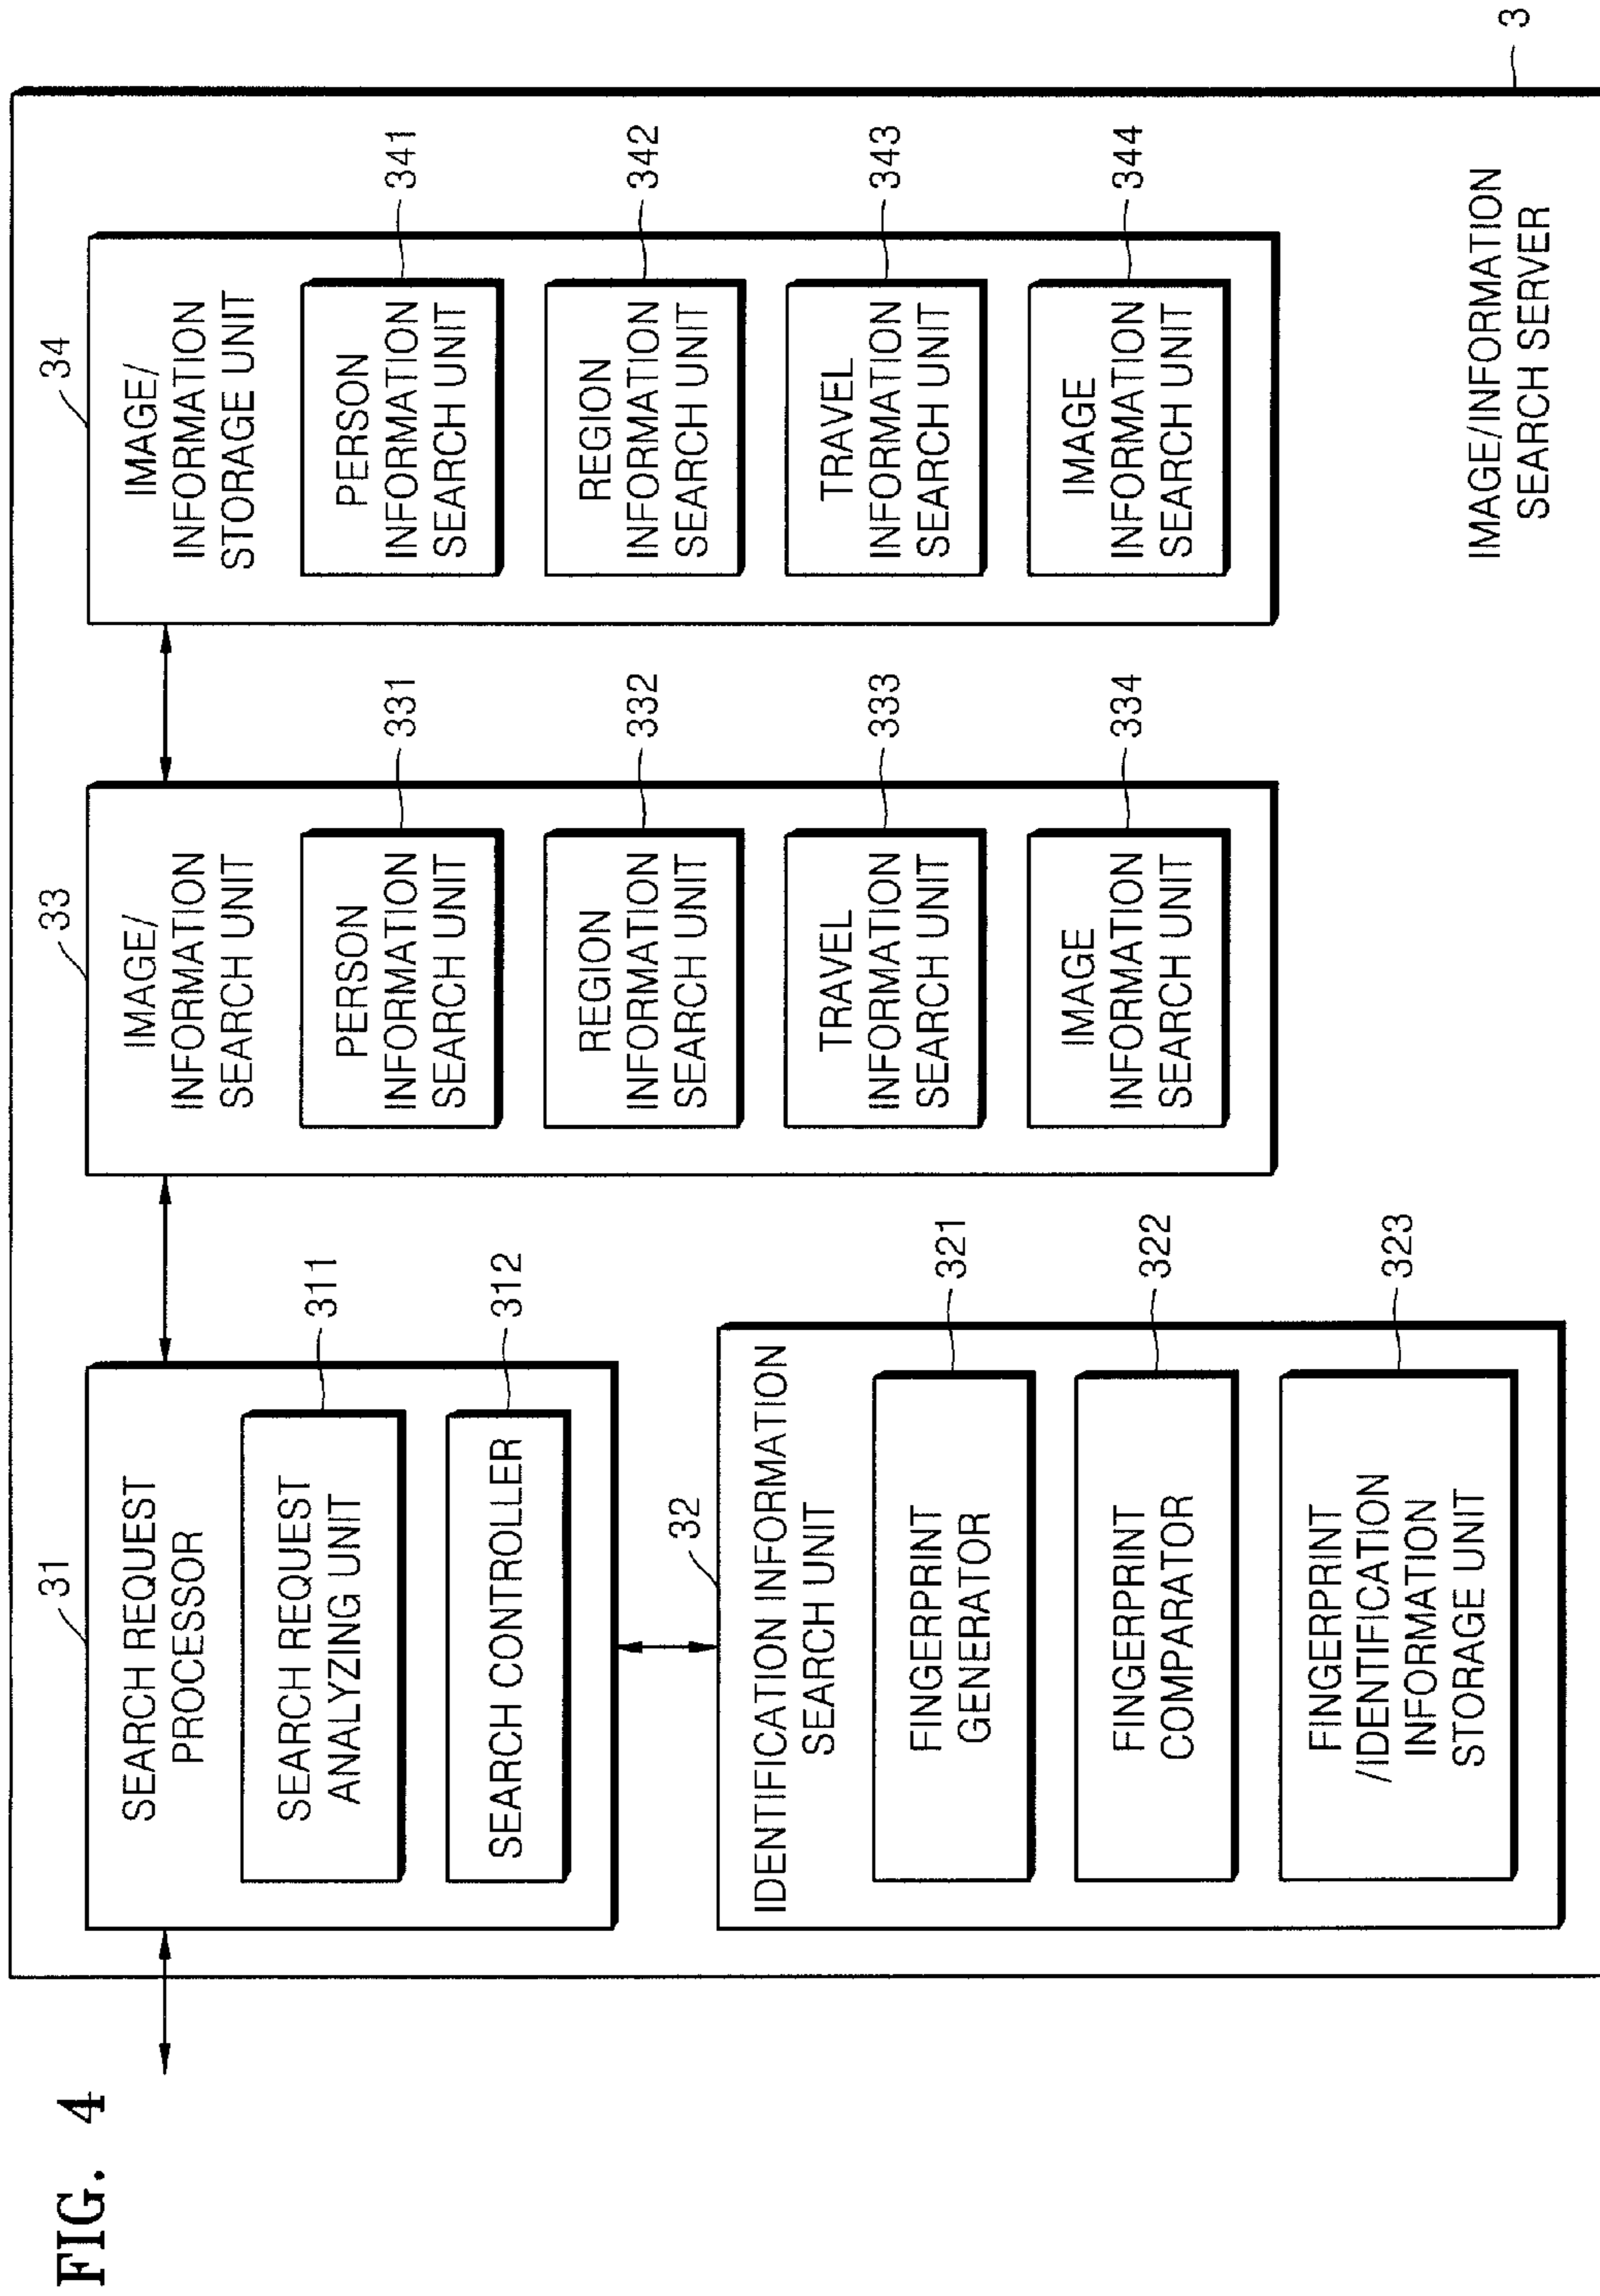 FIG. 4
31
SEARCH REQUEST
PROCESSOR
SEARCH REQUEST
ANALYZING UNIT
311
SEARCH CONTROLLER
312
32
IDENTIFICATION INFORMATION
SEARCH UNIT
FINGERPRINT
GENERATOR
321
FINGERPRINT
COMPARATOR
322
FINGERPRINT
/IDENTIFICATION
INFORMATION
STORAGE UNIT
323
33
IMAGE/
INFORMATION
SEARCH UNIT
PERSON
INFORMATION
SEARCH UNIT
331
REGION
INFORMATION
SEARCH UNIT
332
TRAVEL
INFORMATION
SEARCH UNIT
333
IMAGE
INFORMATION
SEARCH UNIT
334
34
IMAGE/
INFORMATION
STORAGE UNIT
PERSON
INFORMATION
SEARCH UNIT
341
REGION
INFORMATION
SEARCH UNIT
342
TRAVEL
INFORMATION
SEARCH UNIT
343
IMAGE
INFORMATION
SEARCH UNIT
344
IMAGE/INFORMATION
SEARCH SERVER
3